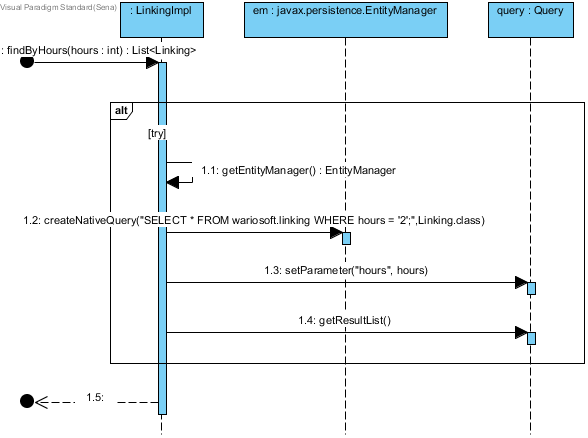 Visual Paradigm Standard(Sena)
: LinkingImpl
em : javax.persistence.EntityManager
query : Query
: findByHours(hours : int) : List<Linking>
alt
[try]
1.1: getEntityManager() : EntityManager
1.2: createNativeQuery("SELECT * FROM wariosoft.linking WHERE hours = '2';",Linking.class)
1.3: setParameter("hours", hours)
1.4: getResultList()
1.5: